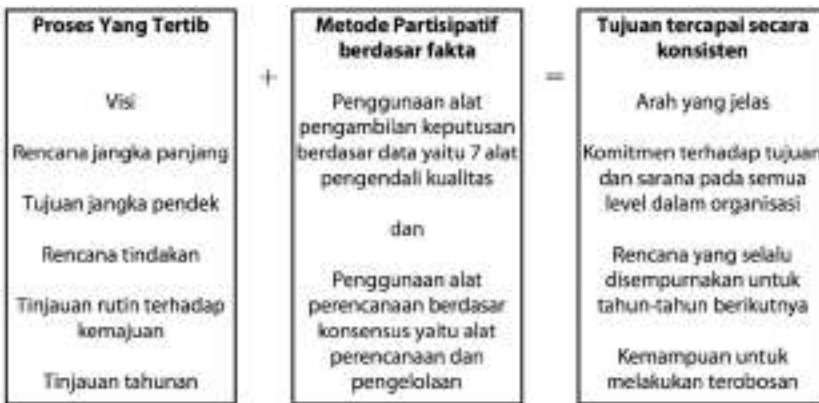 Proses Yang Tertib
Visi
Rencana jangka panjang
Tujuan jangka pendek
Rencana tindakan
Tinjauan rutin terhadap
kemajuan
Tinjauan tahunan
+
Metode Partisipatif
berdasar fakta
Penggunaan alat
pengambilan keputusan
berdasar data yaitu 7 alat
pengendali kualitas
dan
Penggunaan alat
perencanaan berdasar
konsensus yaitu alat
perencanaan dan
pengelolaan
=
Tujuan tercapai secara
konsisten
Arah yang jelas
Komitmen terhadap tujuan
dan sarana pada semua
level dalam organisasi
Rencana yang selalu
disempurnakan untuk
tahun-tahun berikutnya
Kemampuan untuk
melakukan terobosan